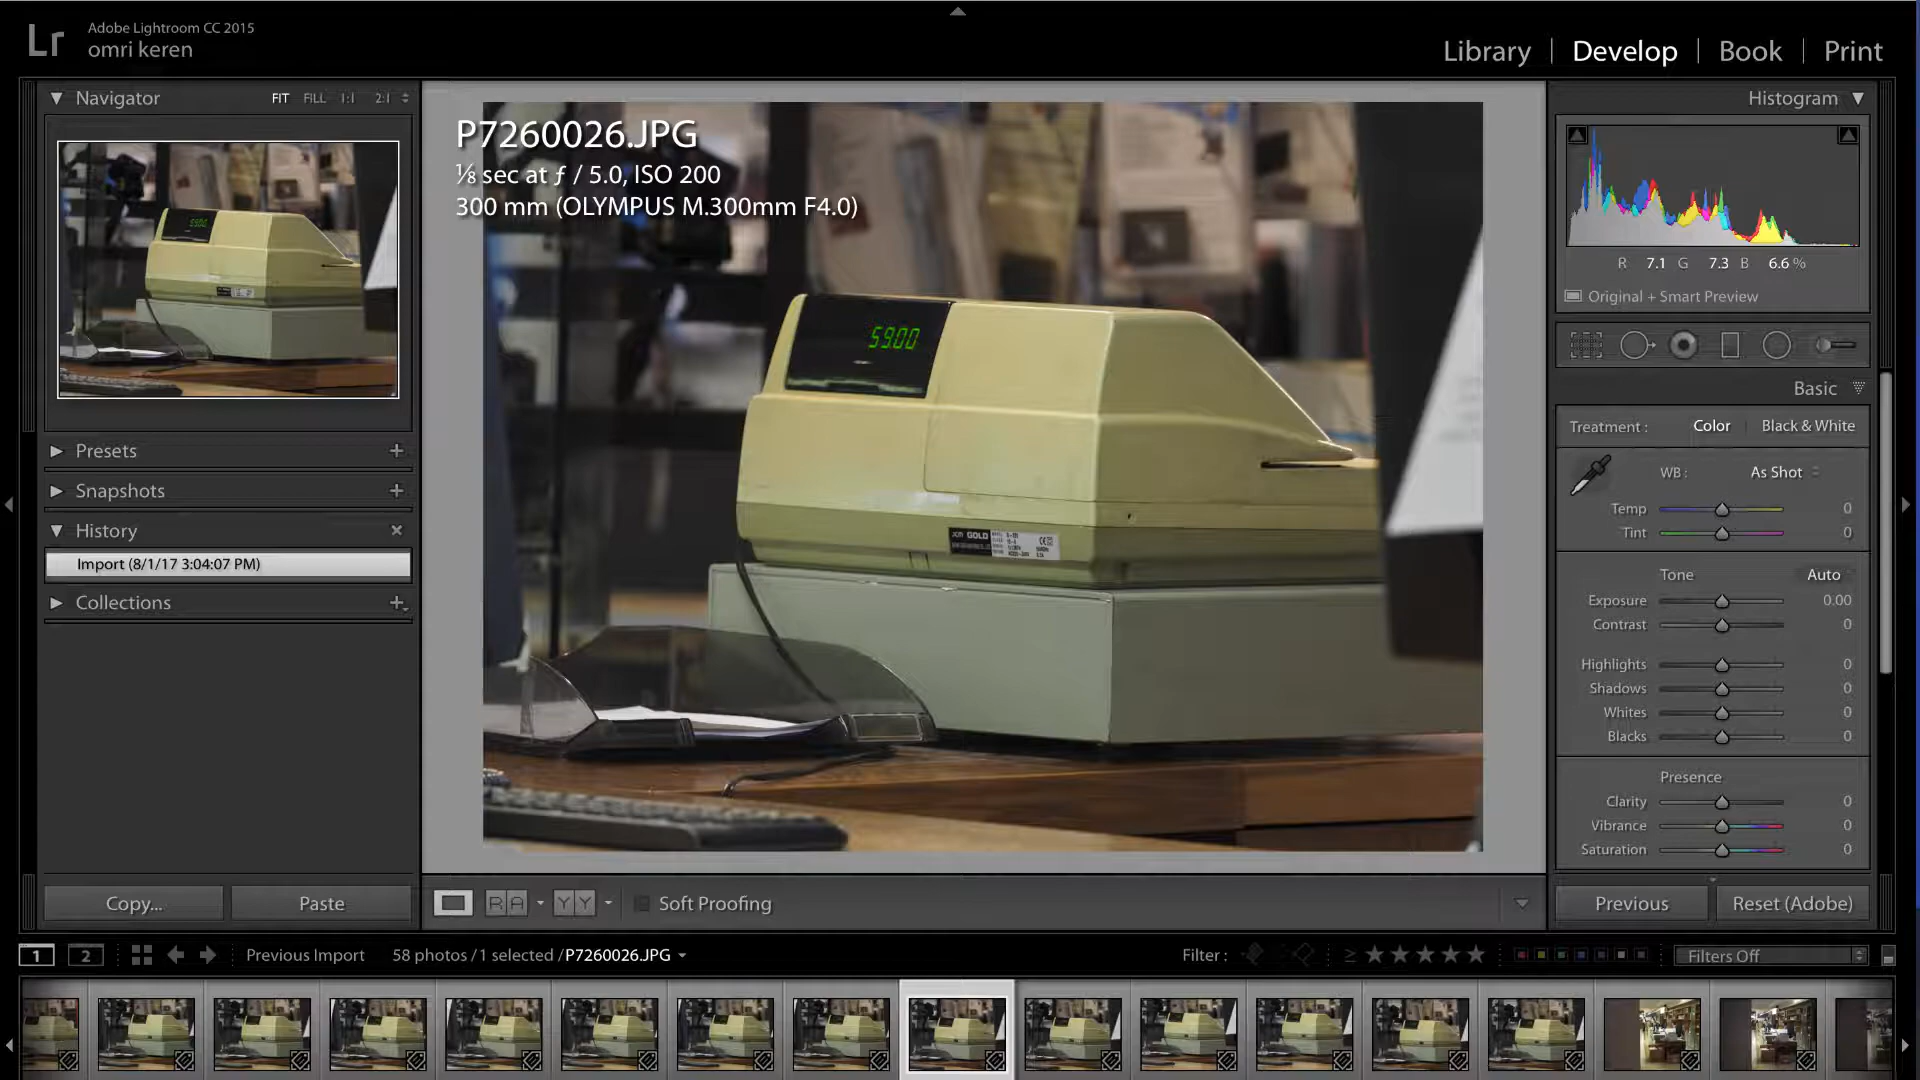 Lr
Adobe Lightroom CC 2015
omri keren
Library | Develop | Book | Print
Navigator FIT FILL 1:1 2:1
Presets
Snapshots
History
Import (8/1/17 3:04:07 PM)
Collections
Copy... Paste
P7260026.JPG
⅛ sec at ƒ / 5.0, ISO 200
300 mm (OLYMPUS M.300mm F4.0)
5900
GOLD
RA YY Soft Proofing
Histogram
R 7.1 G 7.3 B 6.6 %
Original + Smart Preview
Basic
Treatment : Color Black & White
WB : As Shot
Temp 0
Tint 0
Tone Auto
Exposure 0.00
Contrast 0
Highlights 0
Shadows 0
Whites 0
Blacks 0
Presence
Clarity 0
Vibrance 0
Saturation 0
Previous Reset (Adobe)
1 2 Previous Import 58 photos / 1 selected / P7260026.JPG Filter : ≥ ★★★★★ Filters Off